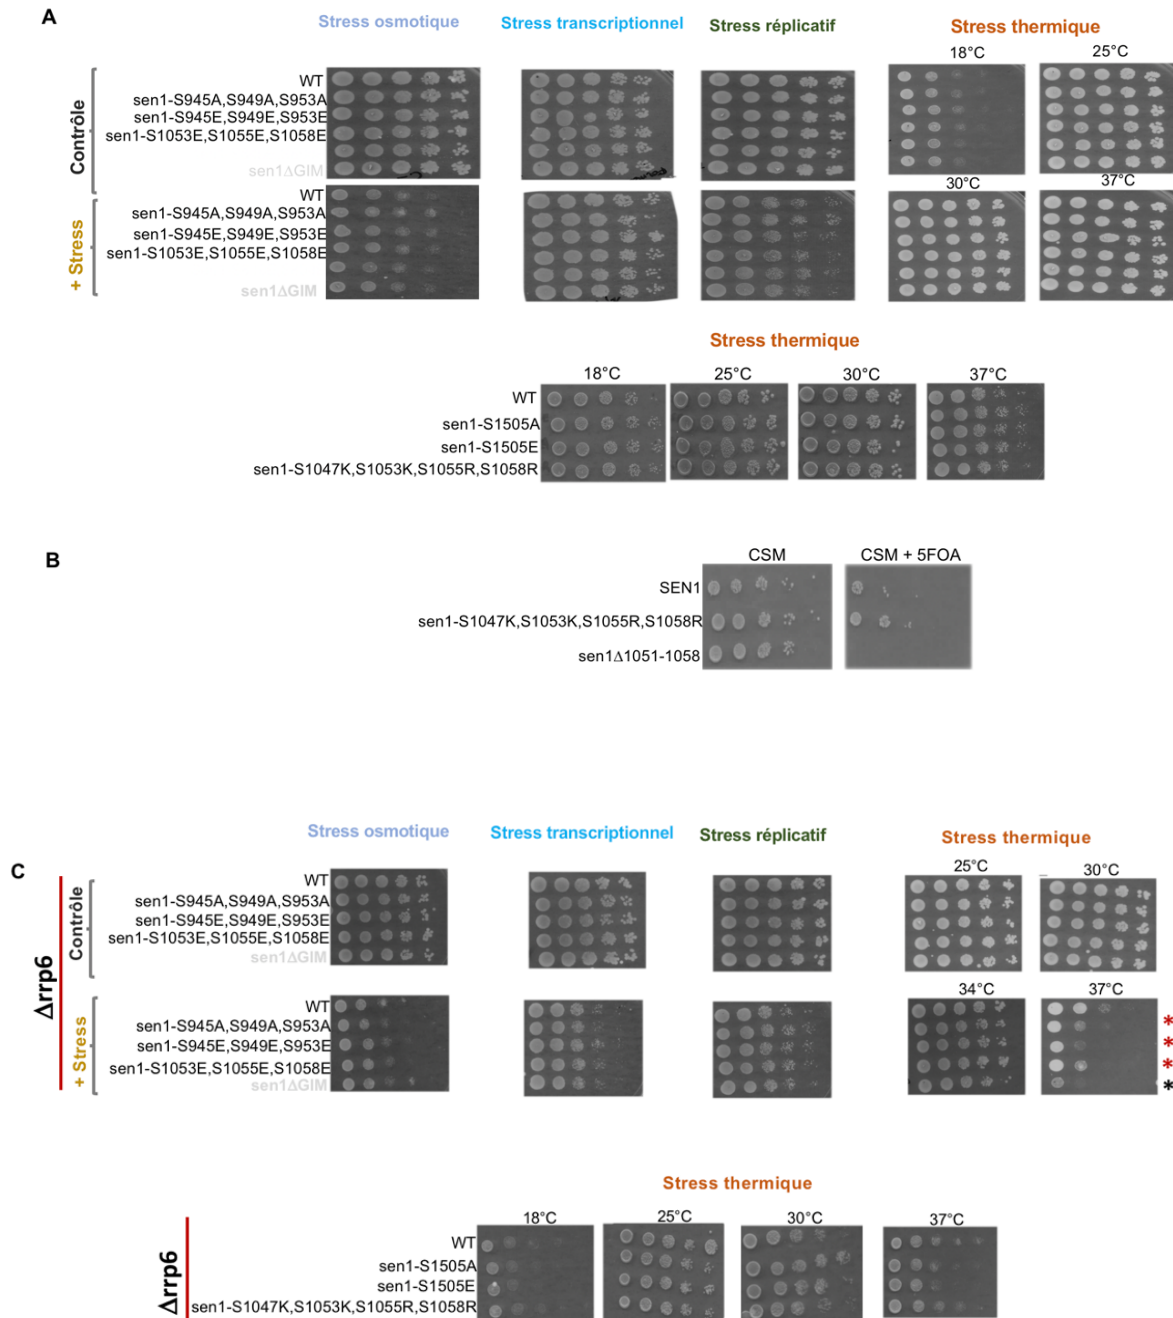 A
Stress osmotique
Stress transcriptionnel
Stress réplicatif
Stress thermique
18°C
25°C
Contrôle
WT
sen1-S945A,S949A,S953A
sen1-S945E,S949E,S953E
sen1-S1053E,S1055E,S1058E
sen1ΔGIM
30°C
37°C
+ Stress
WT
sen1-S945A,S949A,S953A
sen1-S945E,S949E,S953E
sen1-S1053E,S1055E,S1058E
sen1ΔGIM
Stress thermique
18°C
25°C
30°C
37°C
WT
sen1-S1505A
sen1-S1505E
sen1-S1047K,S1053K,S1055R,S1058R
B
CSM
CSM + 5FOA
SEN1
sen1-S1047K,S1053K,S1055R,S1058R
sen1Δ1051-1058
Stress osmotique
Stress transcriptionnel
Stress réplicatif
Stress thermique
C
25°C
30°C
Δrrp6
Contrôle
WT
sen1-S945A,S949A,S953A
sen1-S945E,S949E,S953E
sen1-S1053E,S1055E,S1058E
sen1ΔGIM
34°C
37°C
+ Stress
WT
sen1-S945A,S949A,S953A
*
sen1-S945E,S949E,S953E
*
sen1-S1053E,S1055E,S1058E
*
sen1ΔGIM
*
Stress thermique
18°C
25°C
30°C
37°C
Δrrp6
WT
sen1-S1505A
sen1-S1505E
sen1-S1047K,S1053K,S1055R,S1058R